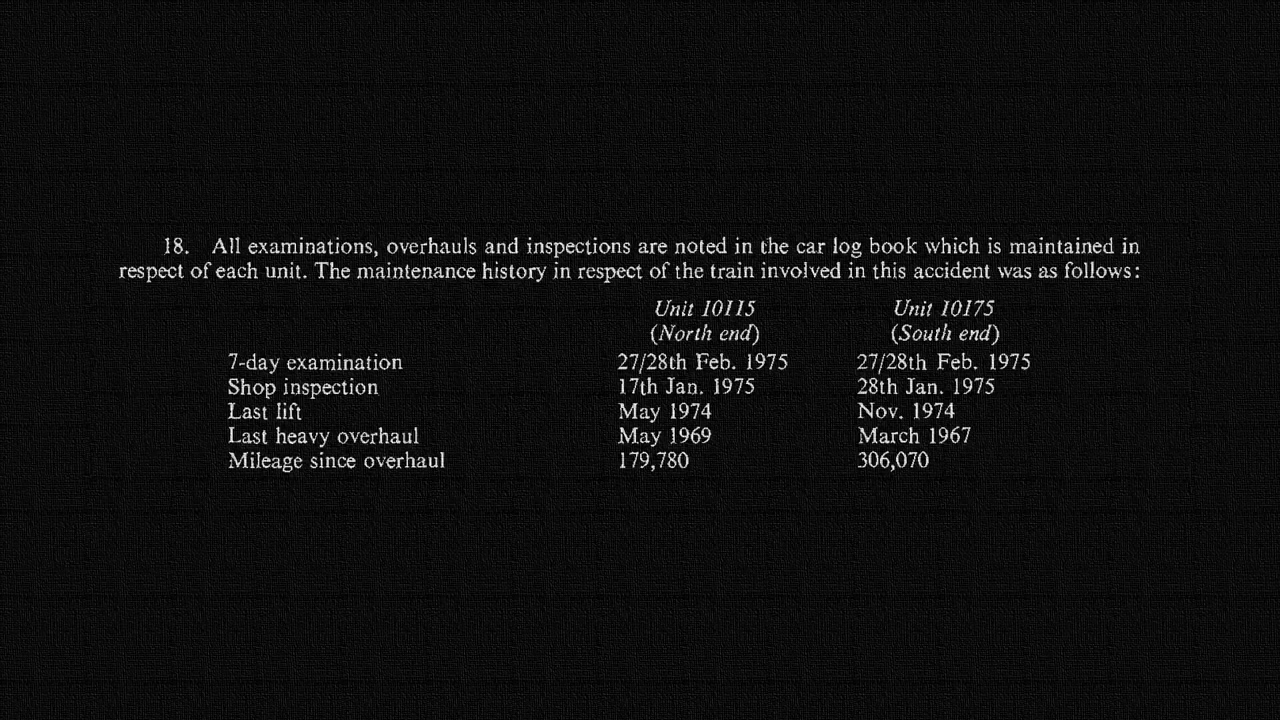 18. All examinations, overhauls and inspections are noted in the car log book which is maintained in
respect of each unit. The maintenance history in respect of the train involved in this accident was as follows:
Unit 10115 Unit 10175
(North end) (South end)
7-day examination 27/28th Feb. 1975 27/28th Feb. 1975
Shop inspection 17th Jan. 1975 28th Jan. 1975
Last lift May 1974 Nov. 1974
Last heavy overhaul May 1969 March 1967
Mileage since overhaul 179,780 306,070